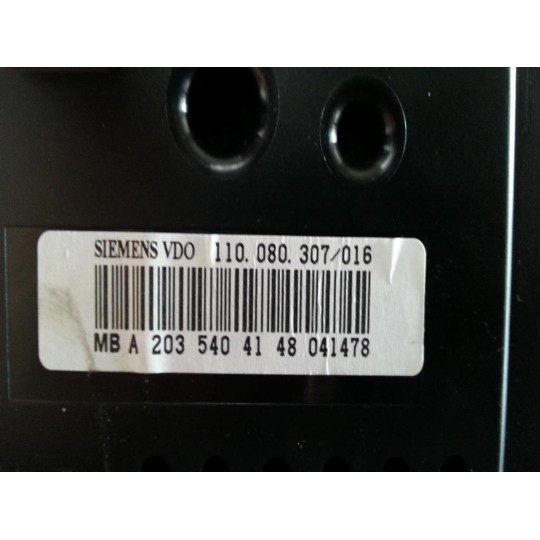 SIEMENS VDO 110.080.307/016
MB A 203 540 41 48 041478